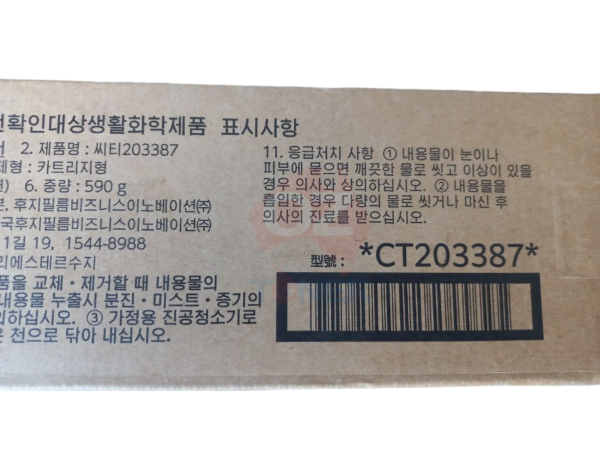 확인대상생활화학제품 표시사항
2. 제품명 : 씨티203387
제형 : 카트리지형
6. 중량 : 590 g
후지필름비즈니스이노베이션㈜
국후지필름비즈니스이노베이션㈜
1길 19, 1544-8988
리에스테르수지
품을 교체・제거할 때 내용물의
내용물 누출시 분진・미스트・증기의
의하십시오. ③ 가정용 진공청소기로
은 천으로 닦아 내십시오.
11. 응급처치 사항 ① 내용물이 눈이나
피부에 묻으면 깨끗한 물로 씻고 이상이 있을
경우 의사와 상의하십시오. ② 내용물을
흡입한 경우 다량의 물로 씻거나 마신 후
의사의 진료를 받으십시오.
型號 : *CT203387*